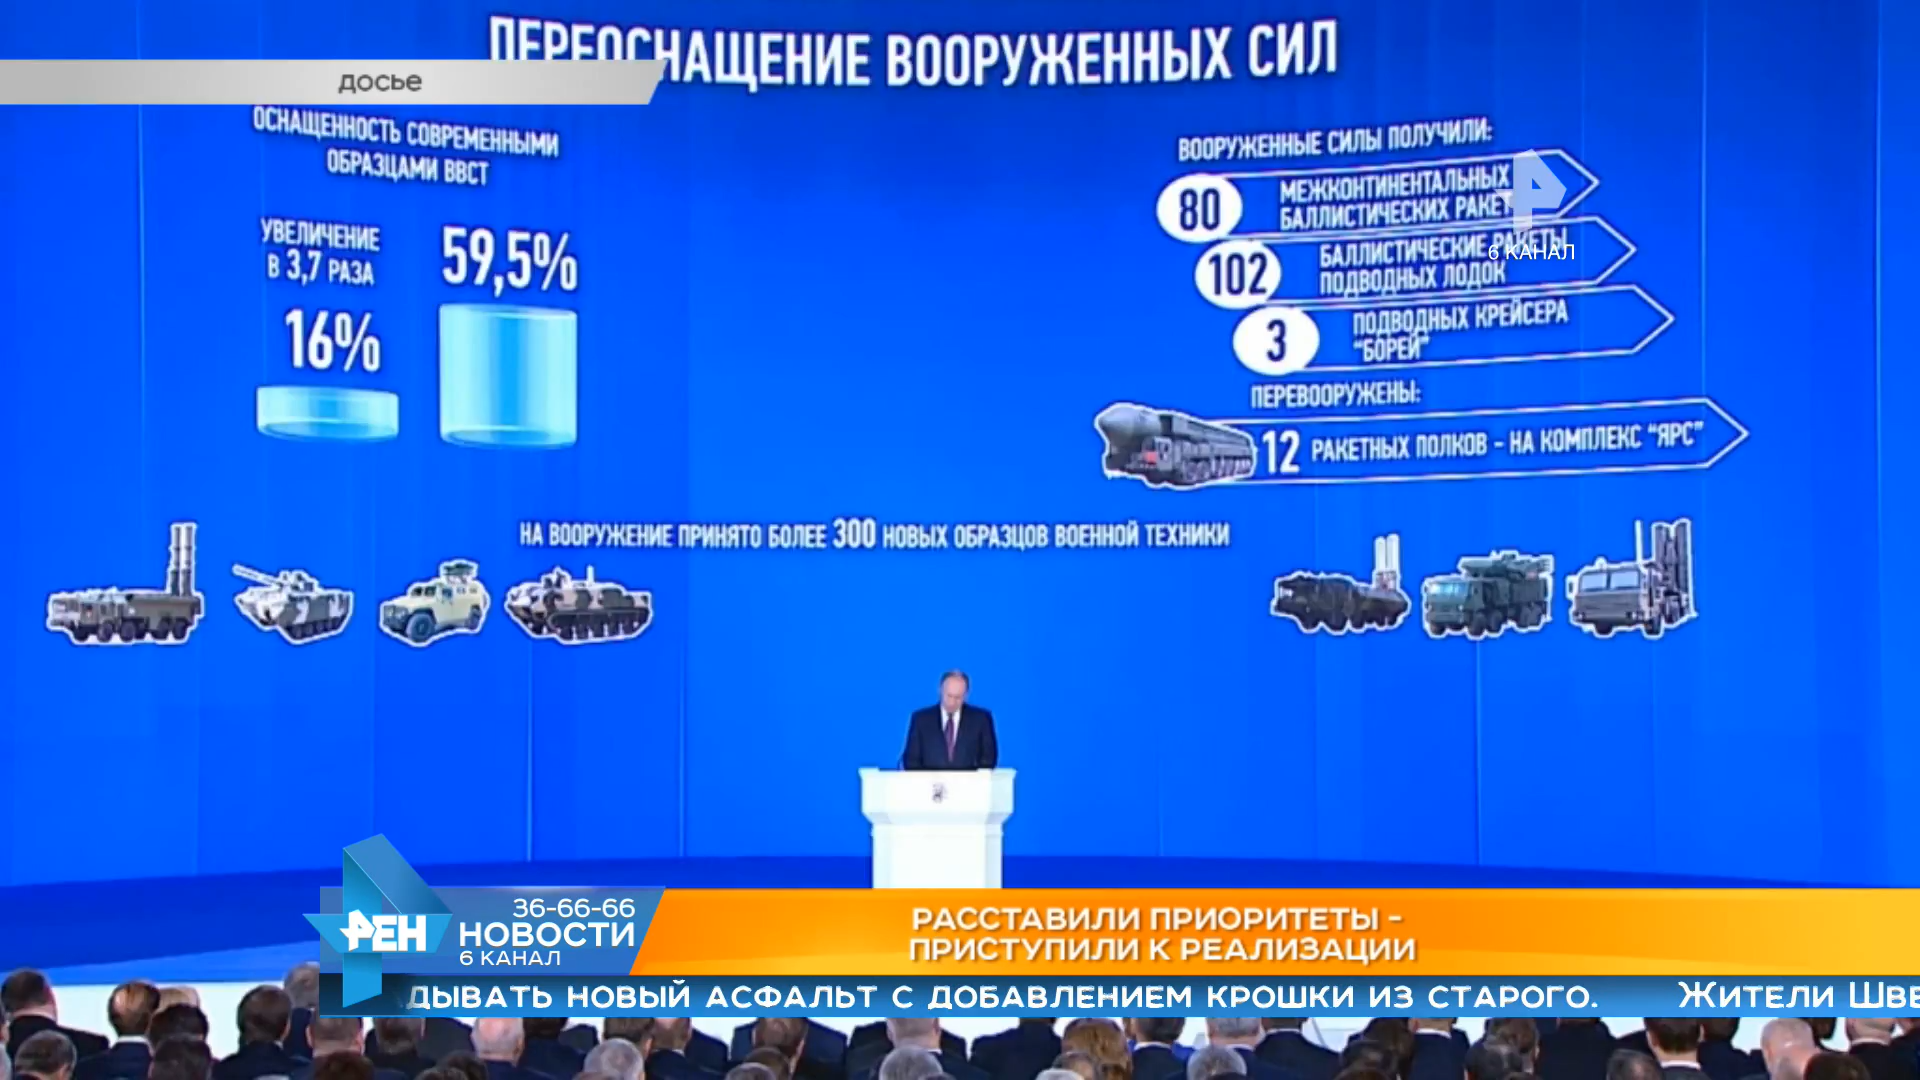 ПЕРЕОСНАЩЕНИЕ ВООРУЖЕННЫХ СИЛ
досье
ОСНАЩЕННОСТЬ СОВРЕМЕННЫМИ
ОБРАЗЦАМИ ВВСТ
УВЕЛИЧЕНИЕ
В 3,7 РАЗА
59,5%
16%
ВООРУЖЕННЫЕ СИЛЫ ПОЛУЧИЛИ:
80
МЕЖКОНТИНЕНТАЛЬНЫХ
БАЛЛИСТИЧЕСКИХ РАКЕТ
102
БАЛЛИСТИЧЕСКИЕ РАКЕТЫ
ПОДВОДНЫХ ЛОДОК
6 КАНАЛ
3
ПОДВОДНЫХ КРЕЙСЕРА
"БОРЕЙ"
ПЕРЕВООРУЖЕНЫ:
12 РАКЕТНЫХ ПОЛКОВ - НА КОМПЛЕКС "ЯРС"
НА ВООРУЖЕНИЕ ПРИНЯТО БОЛЕЕ 300 НОВЫХ ОБРАЗЦОВ ВОЕННОЙ ТЕХНИКИ
РЕН
36-66-66
НОВОСТИ
6 КАНАЛ
РАССТАВИЛИ ПРИОРИТЕТЫ -
ПРИСТУПИЛИ К РЕАЛИЗАЦИИ
ДЫВАТЬ НОВЫЙ АСФАЛЬТ С ДОБАВЛЕНИЕМ КРОШКИ ИЗ СТАРОГО. ЖИТЕЛИ ШВЕ